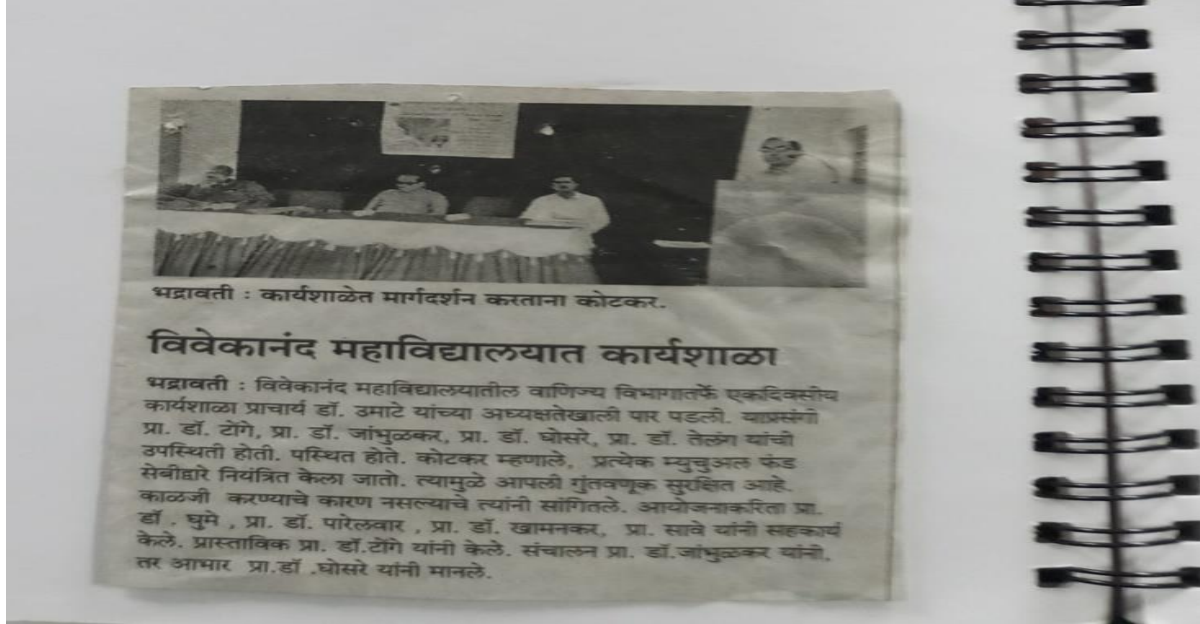 भद्रावती : कार्यशाळेत मार्गदर्शन करताना कोटकर.
विवेकानंद महाविद्यालयात कार्यशाळा
भद्रावती : विवेकानंद महाविद्यालयातील वाणिज्य विभागातर्फे एकदिवसीय
कार्यशाळा प्राचार्य डॉ. उमाटे यांच्या अध्यक्षतेखाली पार पडली. याप्रसंगी
प्रा. डॉ. टोंगे, प्रा. डॉ. जांभुळकर, प्रा. डॉ. घोसरे, प्रा. डॉ. तेलंग यांची
उपस्थिती होती. पस्थित होते. कोटकर म्हणाले, प्रत्येक म्युचुअल फंड
सेबीद्वारे नियंत्रित केला जातो. त्यामुळे आपली गुंतवणूक सुरक्षित आहे.
काळजी करण्याचे कारण नसल्याचे त्यांनी सांगितले. आयोजनाकरिता प्रा.
डॉ . घुमे , प्रा. डॉ. पारेलवार , प्रा. डॉ. खामनकर, प्रा. सावे यांनी सहकार्य
केले. प्रास्ताविक प्रा. डॉ.टोंगे यांनी केले. संचालन प्रा. डॉ.जांभुळकर यांनी,
तर आभार प्रा.डॉ .घोसरे यांनी मानले.